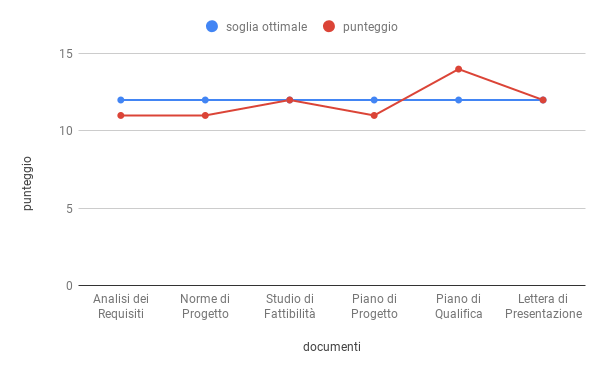 soglia ottimale
punteggio
15
10
5
0
punteggio
Analisi dei
Requisiti
Norme di
Progetto
Studio di
Fattibilità
Piano di
Progetto
Piano di
Qualifica
Lettera di
Presentazione
documenti